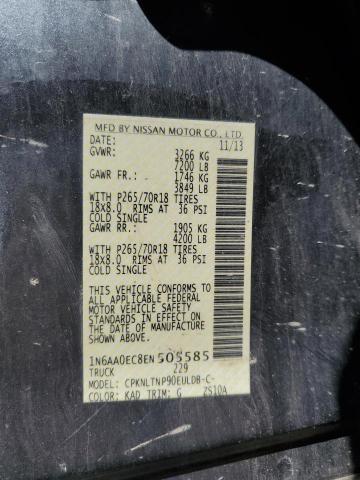 MFD BY NISSAN MOTOR CO., LTD.
DATE: 11/13
GVWR: 3266 KG
7200 LB
GAWR FR.: 1746 KG
3849 LB
WITH P265/70R18 TIRES
18X8.0 RIMS AT 36 PSI
COLD SINGLE
GAWR RR.: 1905 KG
4200 LB
WITH P265/70R18 TIRES
18X8.0 RIMS AT 36 PSI
COLD SINGLE
THIS VEHICLE CONFORMS TO
ALL APPLICABLE FEDERAL
MOTOR VEHICLE SAFETY
STANDARDS IN EFFECT ON
THE DATE OF MANUFACTURE
SHOWN ABOVE.
1N6AA0EC8EN505585
TRUCK 229
MODEL: CPKNLTNP90EULDB-C-
COLOR: KAD TRIM: G ZS10A